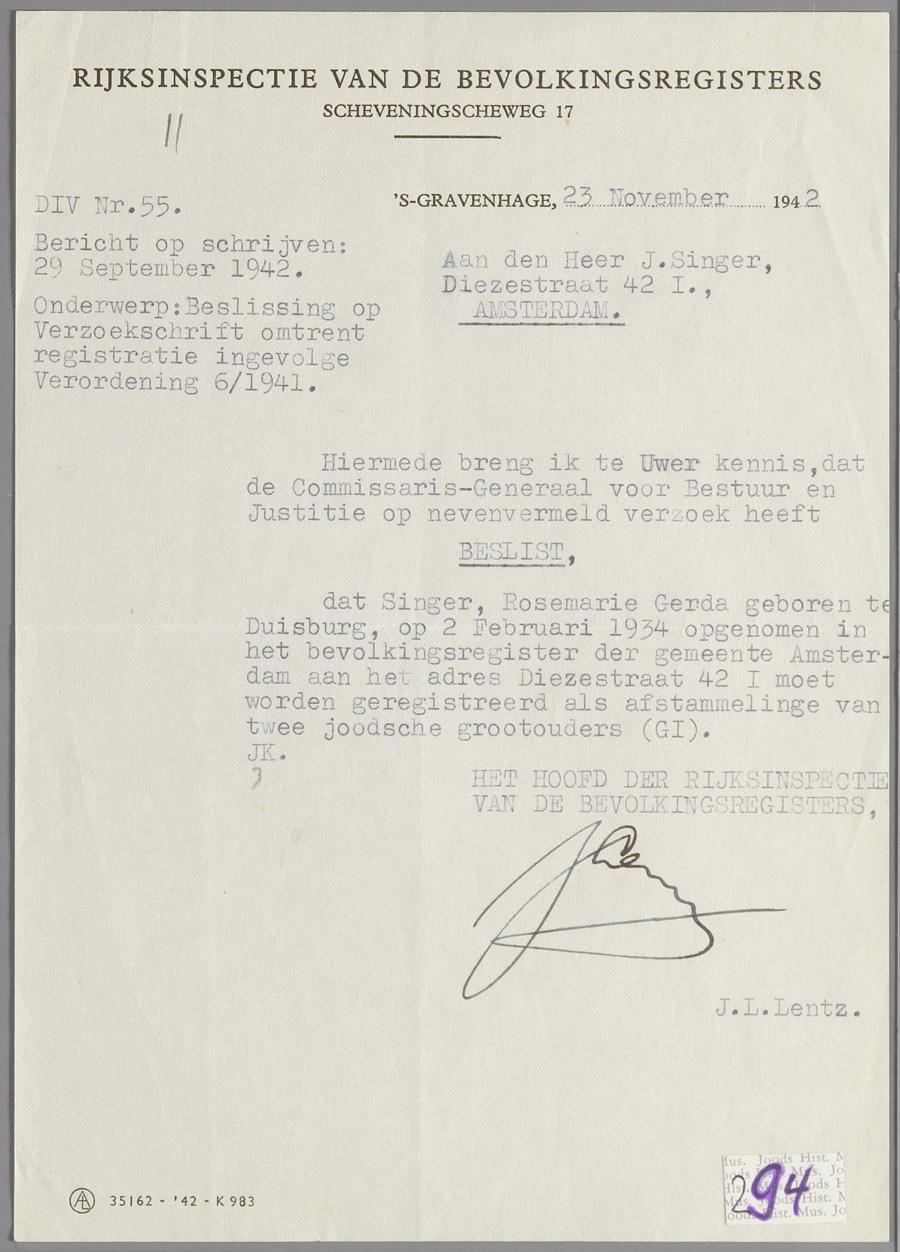 RIJKSINSPECTIE VAN DE BEVOLKINGSREGISTERS
SCHEVENINGSCHEWEG 17
11
'S-GRAVENHAGE, 23 November 1942
DIV Nr.55.
Bericht op schrijven:
29 September 1942.
Onderwerp:Beslissing op
Verzoekschrift omtrent
registratie ingevolge
Verordening 6/1941.
Aan den Heer J.Singer,
Diezestraat 42 I.,
AMSTERDAM.
Hiermede breng ik te Uwer kennis,dat
de Commissaris-Generaal voor Bestuur en
Justitie op nevenvermeld verzoek heeft
BESLIST,
dat Singer, Rosemarie Gerda geboren te
Duisburg, op 2 Februari 1934 opgenomen in
het bevolkingsregister der gemeente Amster-
dam aan het adres Diezestraat 42 I moet
worden geregistreerd als afstammelinge van
twee joodsche grootouders (GI).
JK.
HET HOOFD DER RIJKSINSPECTIE
VAN DE BEVOLKINGSREGISTERS,
J.L.Lentz.
35162 - '42 - K 983
294